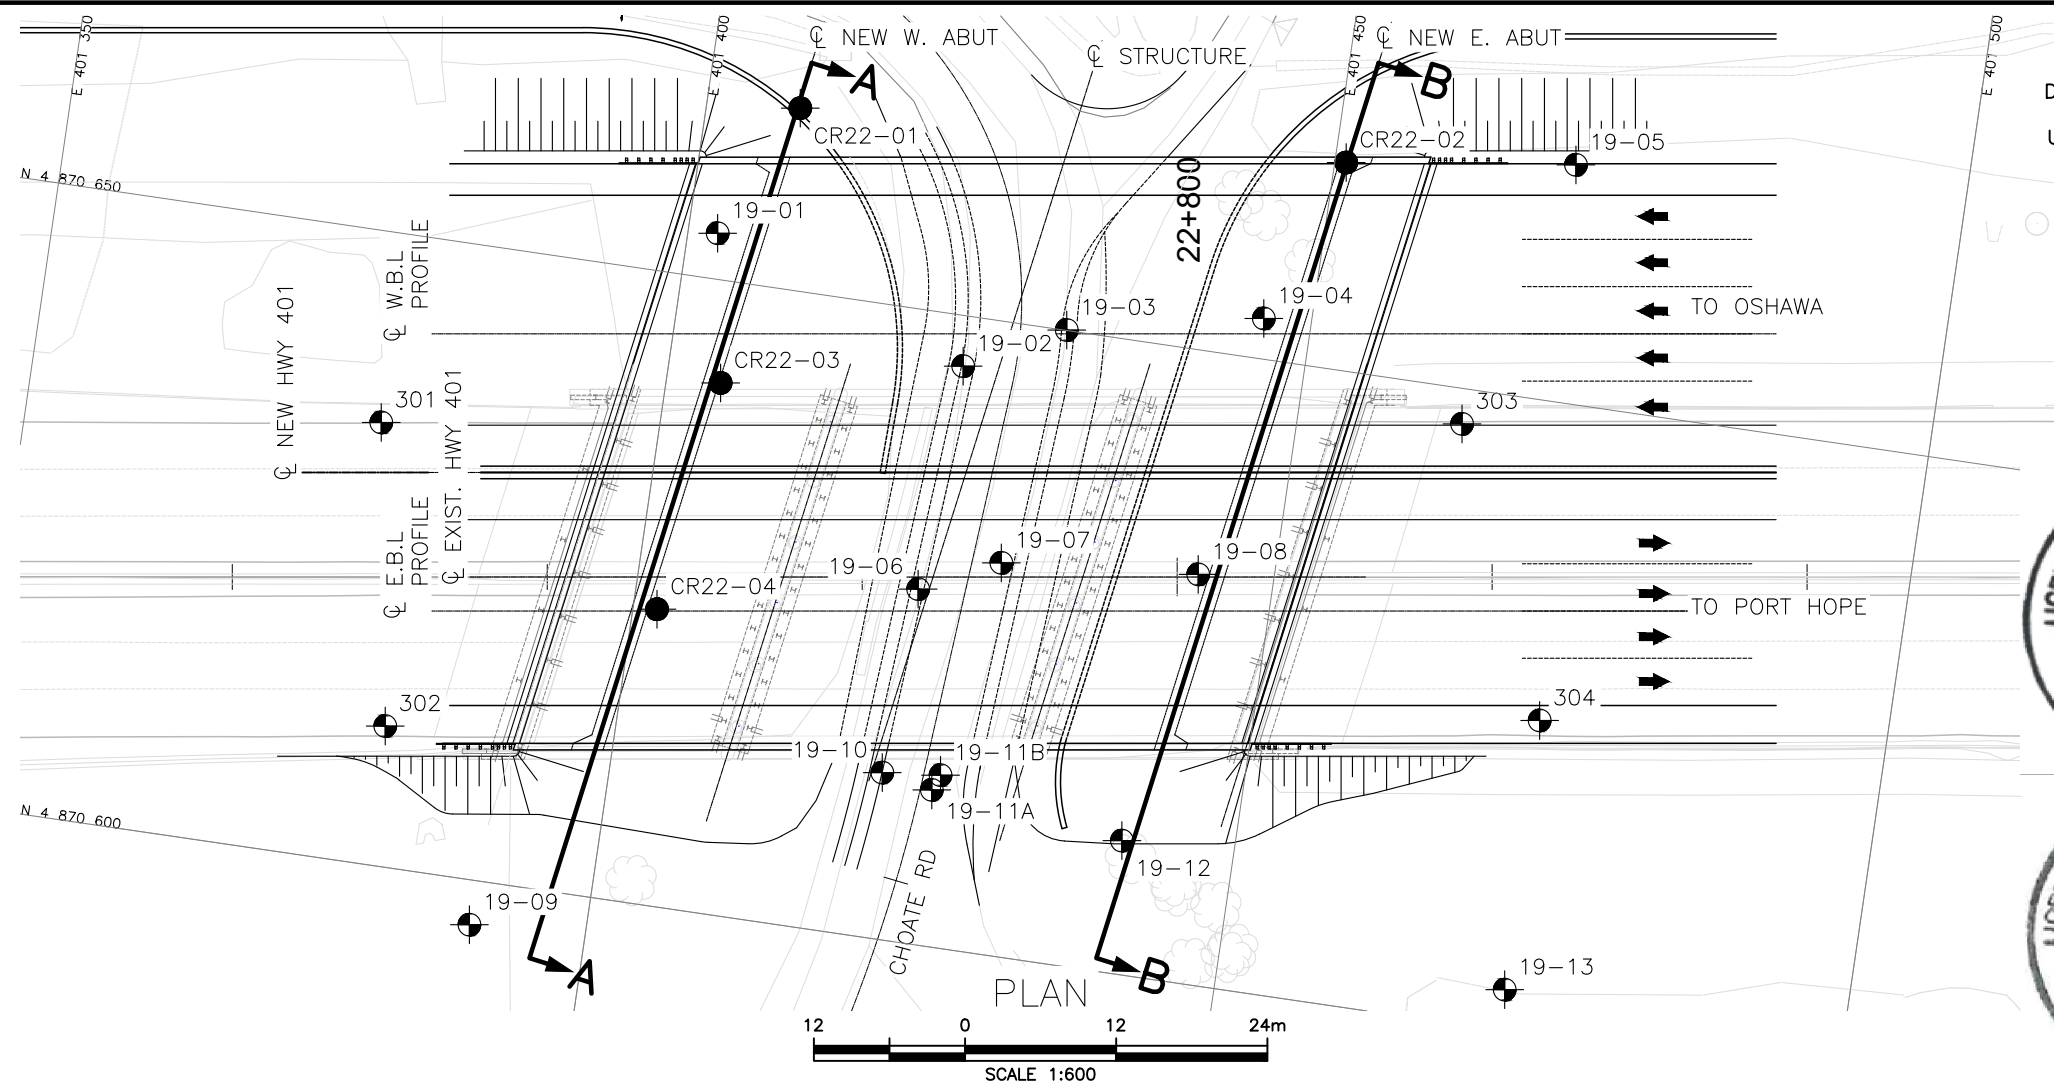 E 401 350
E 401 400
E 401 450
E 401 500
℄ NEW W. ABUT
℄ STRUCTURE
℄ NEW E. ABUT
A
B
D
U
CR22-01
CR22-02
19-05
N 4 870 650
19-01
22+800
℄ W.B.L
PROFILE
19-03
19-04
TO OSHAWA
℄ NEW HWY 401
19-02
CR22-03
301
303
℄ EXIST. HWY 401
℄ E.B.L
PROFILE
19-07
19-08
19-06
CR22-04
TO PORT HOPE
302
304
19-10
19-11B
19-11A
N 4 870 600
19-12
CHOATE RD
19-09
A
B
19-13
PLAN
12 0 12 24m
SCALE 1:600